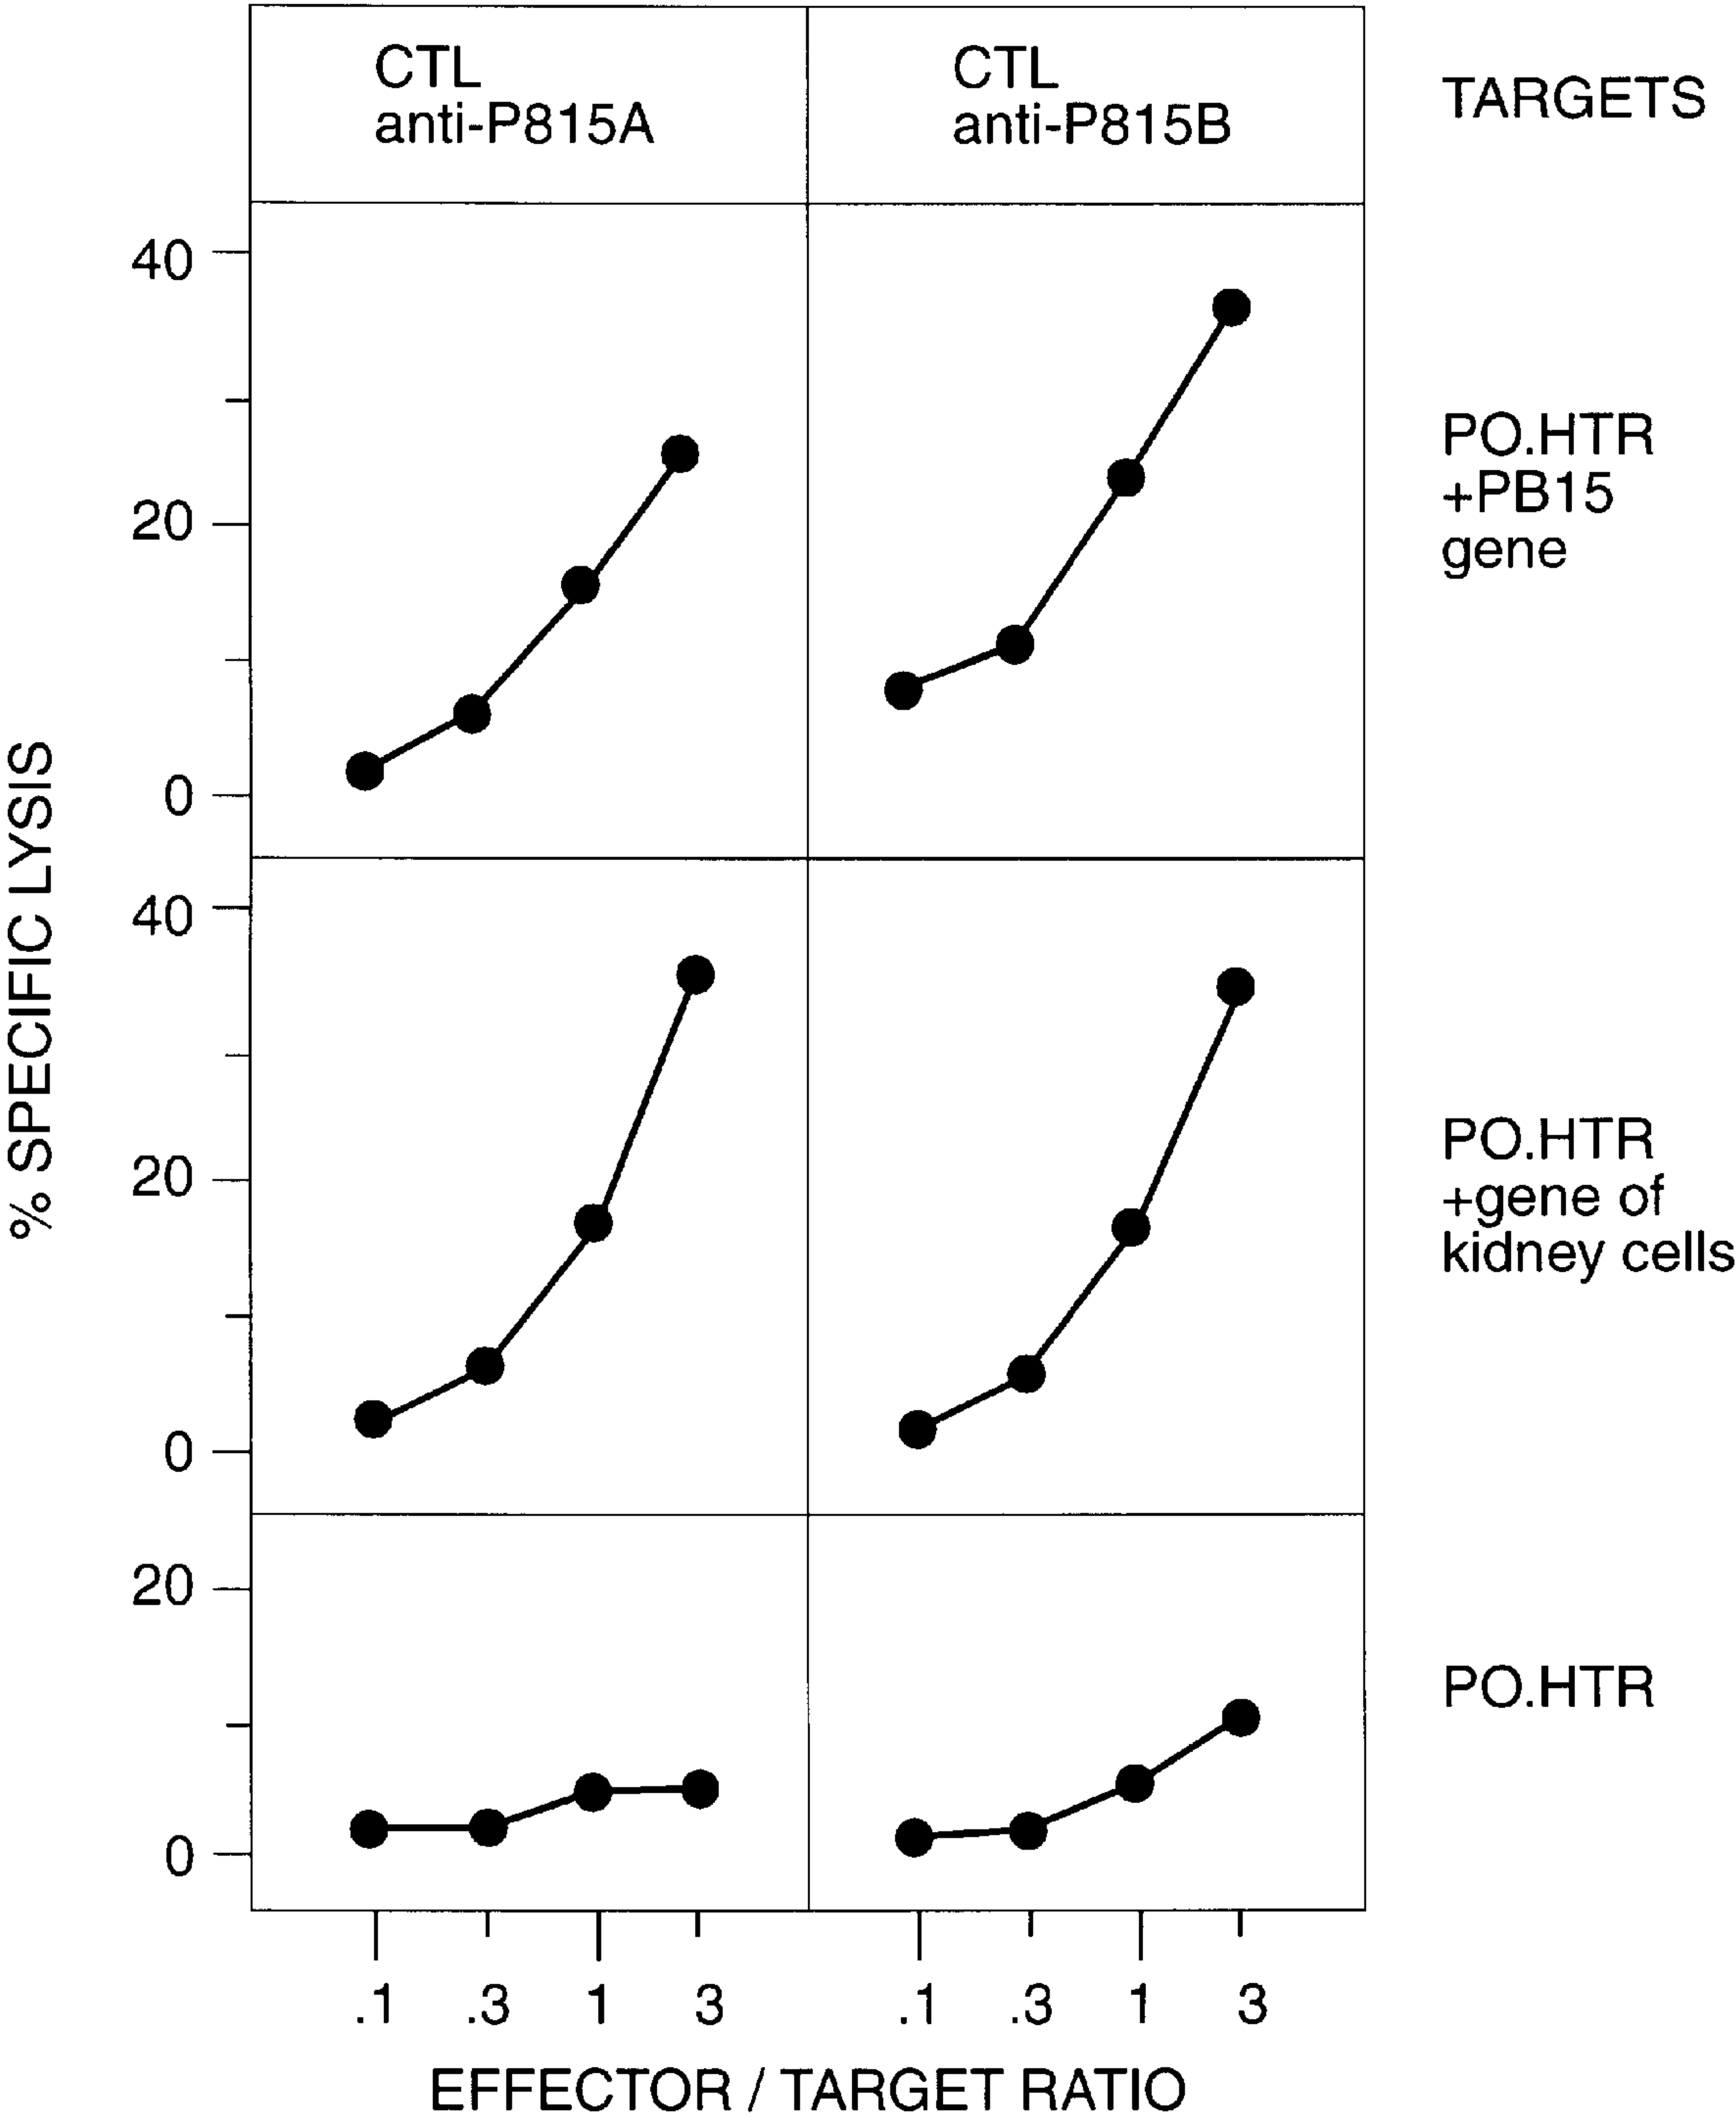 CTL
anti-P815A
CTL
anti-P815B
TARGETS
40
20
0
PO.HTR
+PB15
gene
% SPECIFIC LYSIS
40
20
0
PO.HTR
+gene of
kidney cells
20
0
PO.HTR
.1 .3 1 3 .1 .3 1 3
EFFECTOR / TARGET RATIO